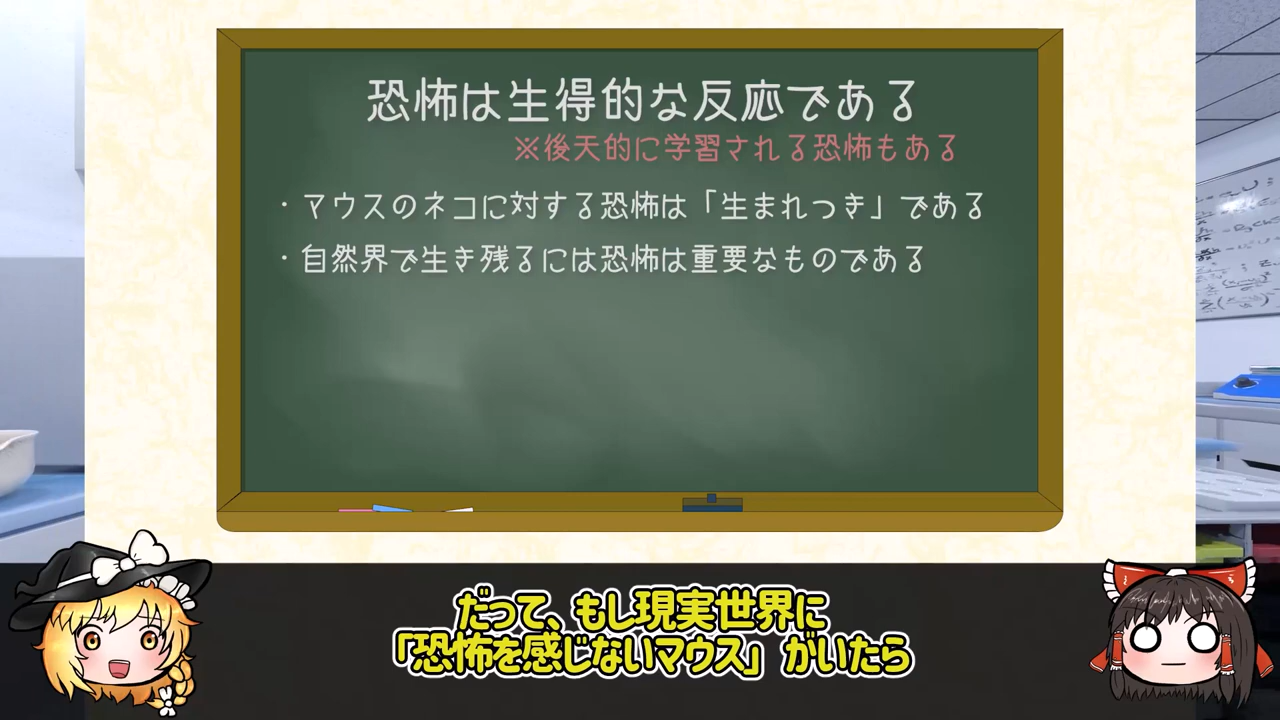 恐怖は生得的な反応である
※後天的に学習される恐怖もある
・マウスのネコに対する恐怖は「生まれつき」である
・自然界で生き残るには恐怖は重要なものである
だって、もし現実世界に
「恐怖を感じないマウス」がいたら